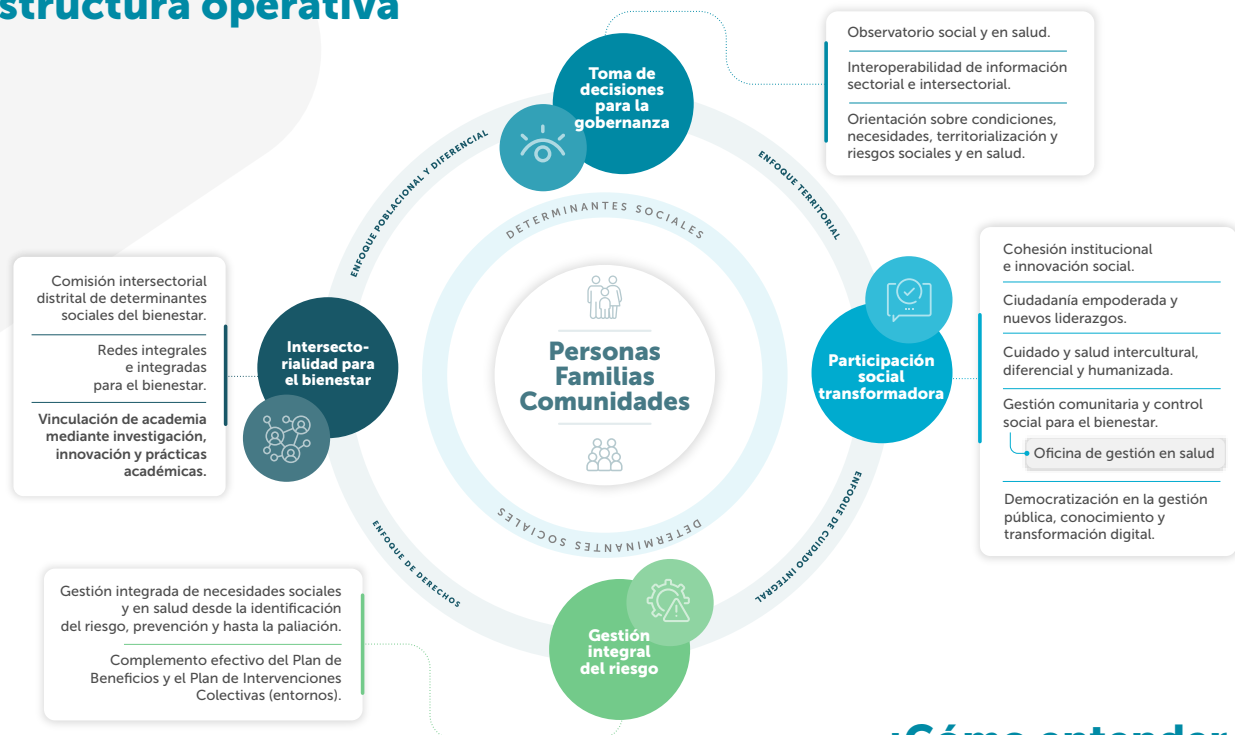 structura operativa
Toma de
decisiones
para la
gobernanza
Observatorio social y en salud.
Interoperabilidad de información
sectorial e intersectorial.
Orientación sobre condiciones,
necesidades, territorialización y
riesgos sociales y en salud.
ENFOQUE POBLACIONAL Y DIFERENCIAL
ENFOQUE TERRITORIAL
DETERMINANTES SOCIALES
Comisión intersectorial
distrital de determinantes
sociales del bienestar.
Redes integrales
e integradas
para el bienestar.
Vinculación de academia
mediante investigación,
innovación y prácticas
académicas.
Intersecto-
rialidad para
el bienestar
Personas
Familias
Comunidades
Participación
social
transformadora
Cohesión institucional
e innovación social.
Ciudadanía empoderada y
nuevos liderazgos.
Cuidado y salud intercultural,
diferencial y humanizada.
Gestión comunitaria y control
social para el bienestar.
Oficina de gestión en salud
Democratización en la gestión
pública, conocimiento y
transformación digital.
DETERMINANTES SOCIALES
ENFOQUE DE DERECHOS
ENFOQUE DE CUIDADO INTEGRAL
Gestión integrada de necesidades sociales
y en salud desde la identificación
del riesgo, prevención y hasta la paliación.
Complemento efectivo del Plan de
Beneficios y el Plan de Intervenciones
Colectivas (entornos).
Gestión
integral
del riesgo
¿Cómo entender